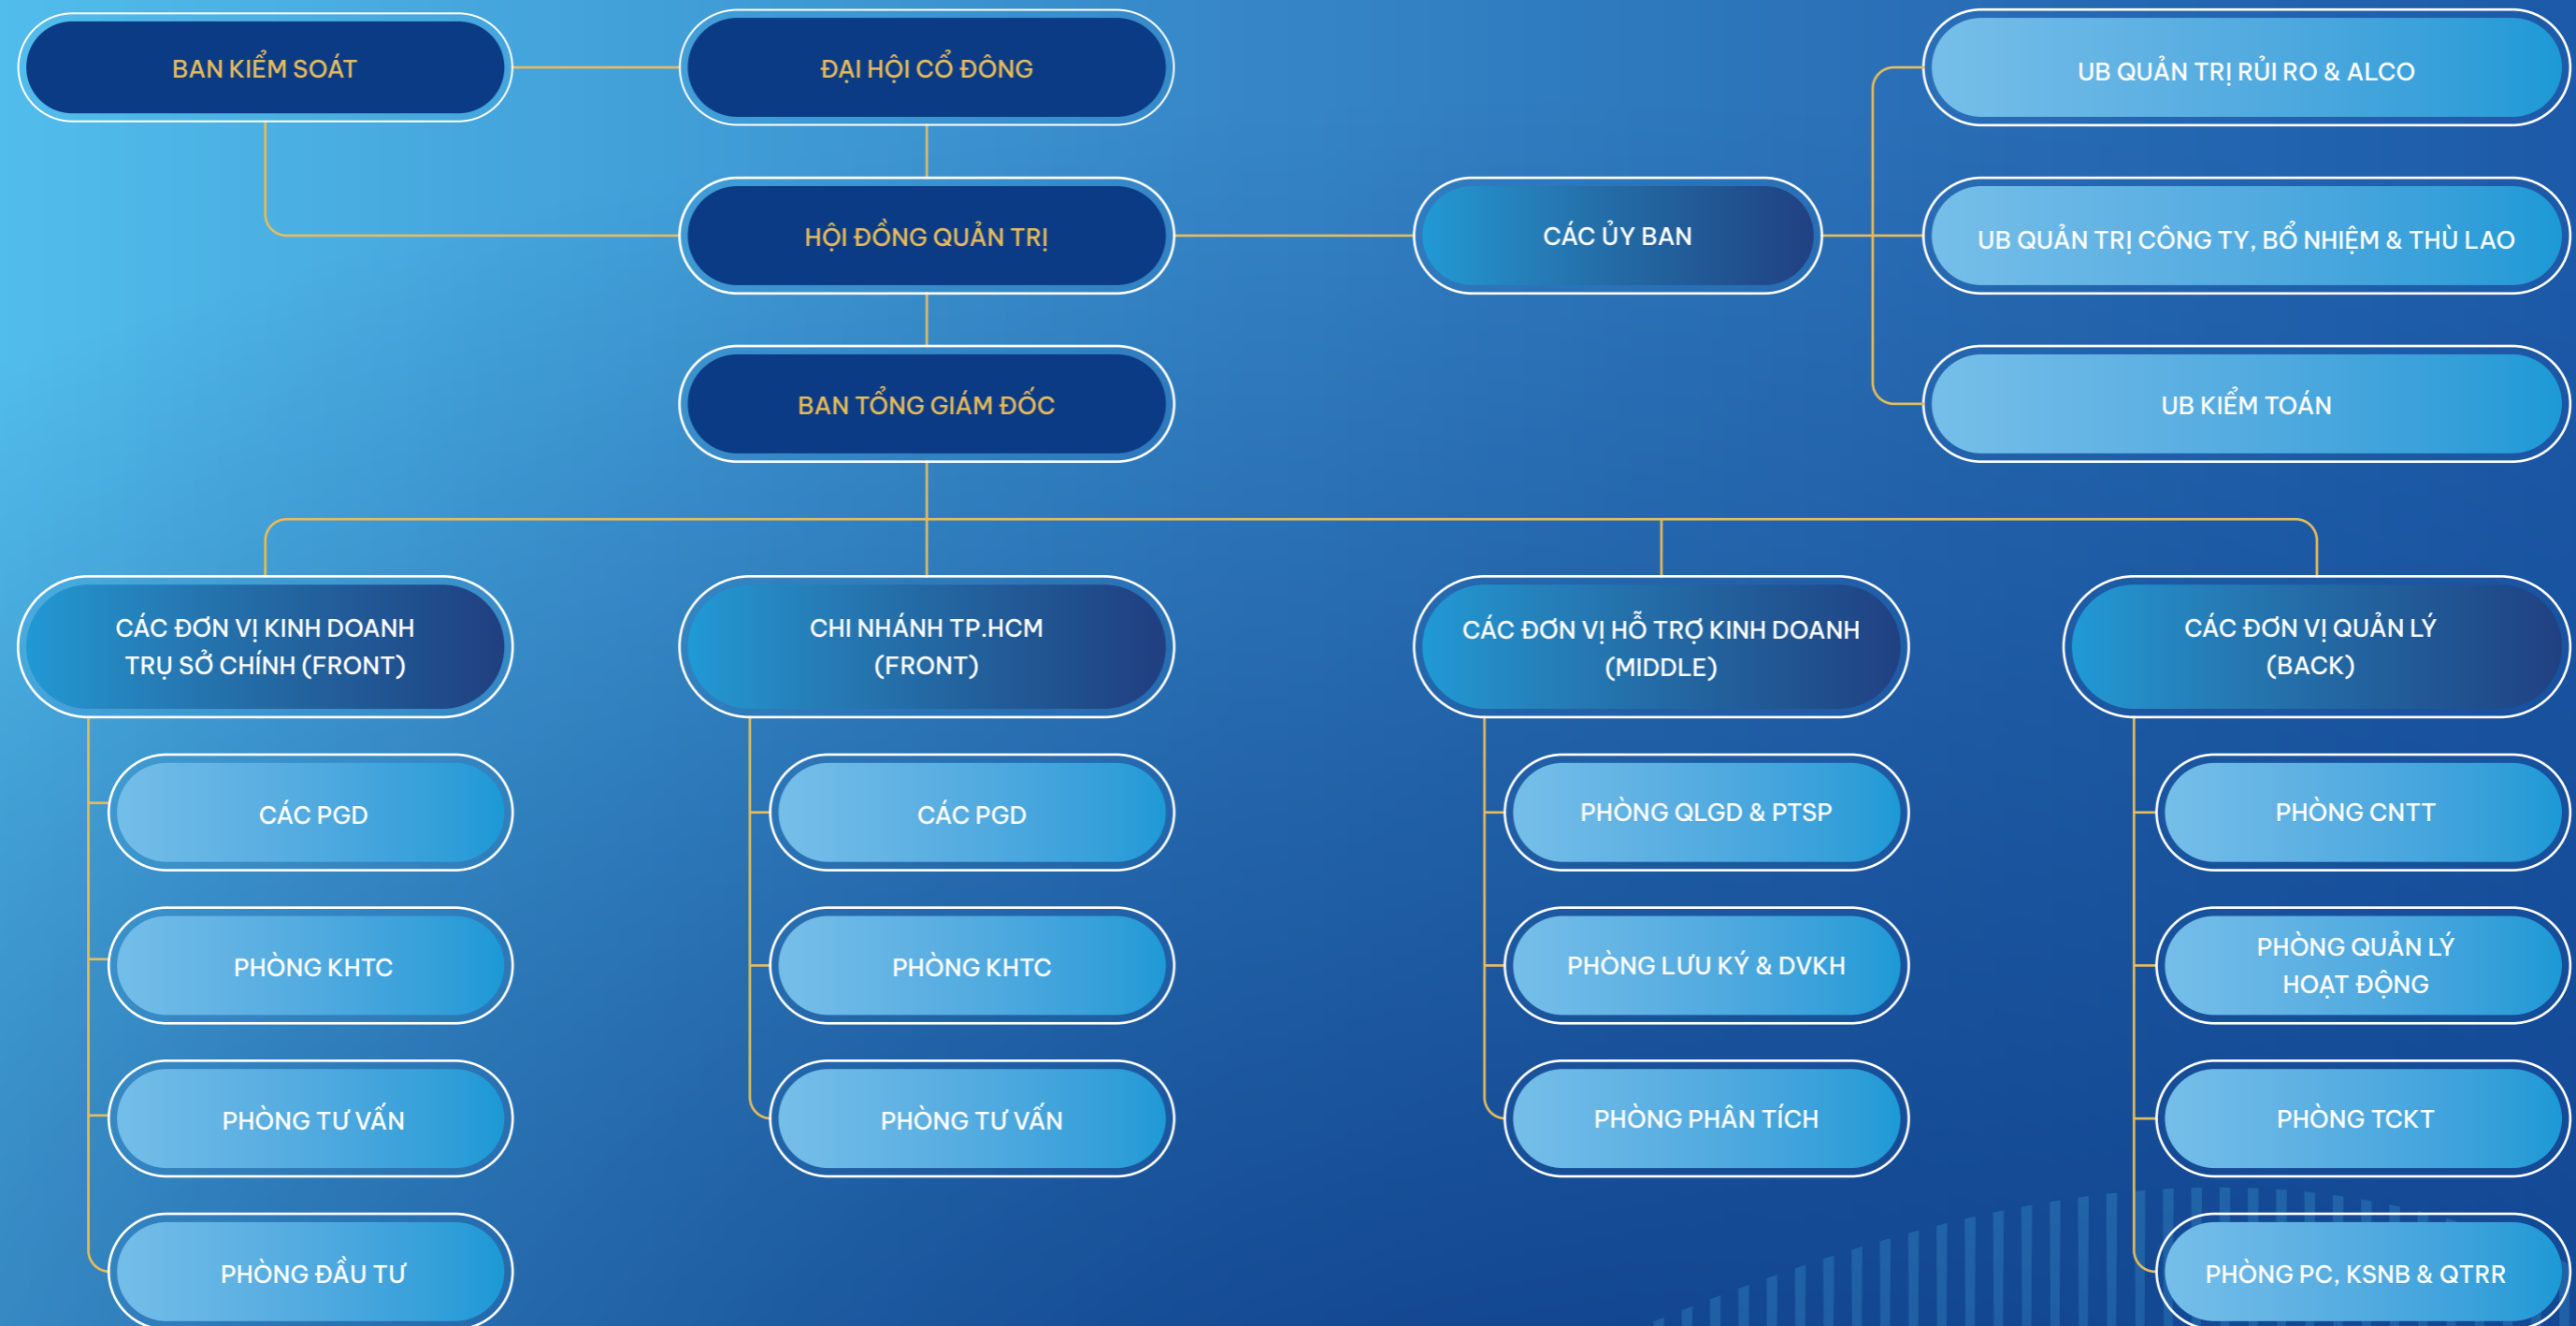 BAN KIỂM SOÁT
ĐẠI HỘI CỔ ĐÔNG
UB QUẢN TRỊ RỦI RO & ALCO
HỘI ĐỒNG QUẢN TRỊ
CÁC ỦY BAN
UB QUẢN TRỊ CÔNG TY, BỔ NHIỆM & THÙ LAO
BAN TỔNG GIÁM ĐỐC
UB KIỂM TOÁN
CÁC ĐƠN VỊ KINH DOANH
TRỤ SỞ CHÍNH (FRONT)
CÁC PGD
PHÒNG KHTC
PHÒNG TƯ VẤN
PHÒNG ĐẦU TƯ
CHI NHÁNH TP.HCM
(FRONT)
CÁC PGD
PHÒNG KHTC
PHÒNG TƯ VẤN
CÁC ĐƠN VỊ HỖ TRỢ KINH DOANH
(MIDDLE)
PHÒNG QLGD & PTSP
PHÒNG LƯU KÝ & DVKH
PHÒNG PHÂN TÍCH
CÁC ĐƠN VỊ QUẢN LÝ
(BACK)
PHÒNG CNTT
PHÒNG QUẢN LÝ
HOẠT ĐỘNG
PHÒNG TCKT
PHÒNG PC, KSNB & QTRR